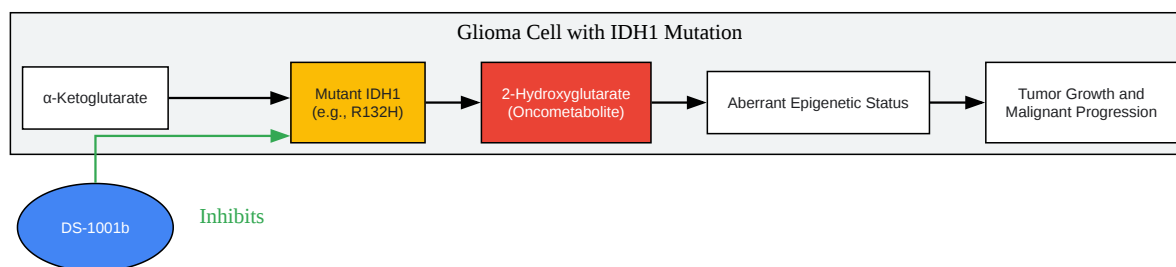 Glioma Cell with IDH1 Mutation
α-Ketoglutarate
Mutant IDH1
(e.g., R132H)
2-Hydroxyglutarate
(Oncometabolite)
Aberrant Epigenetic Status
Tumor Growth and
Malignant Progression
DS-1001b
Inhibits